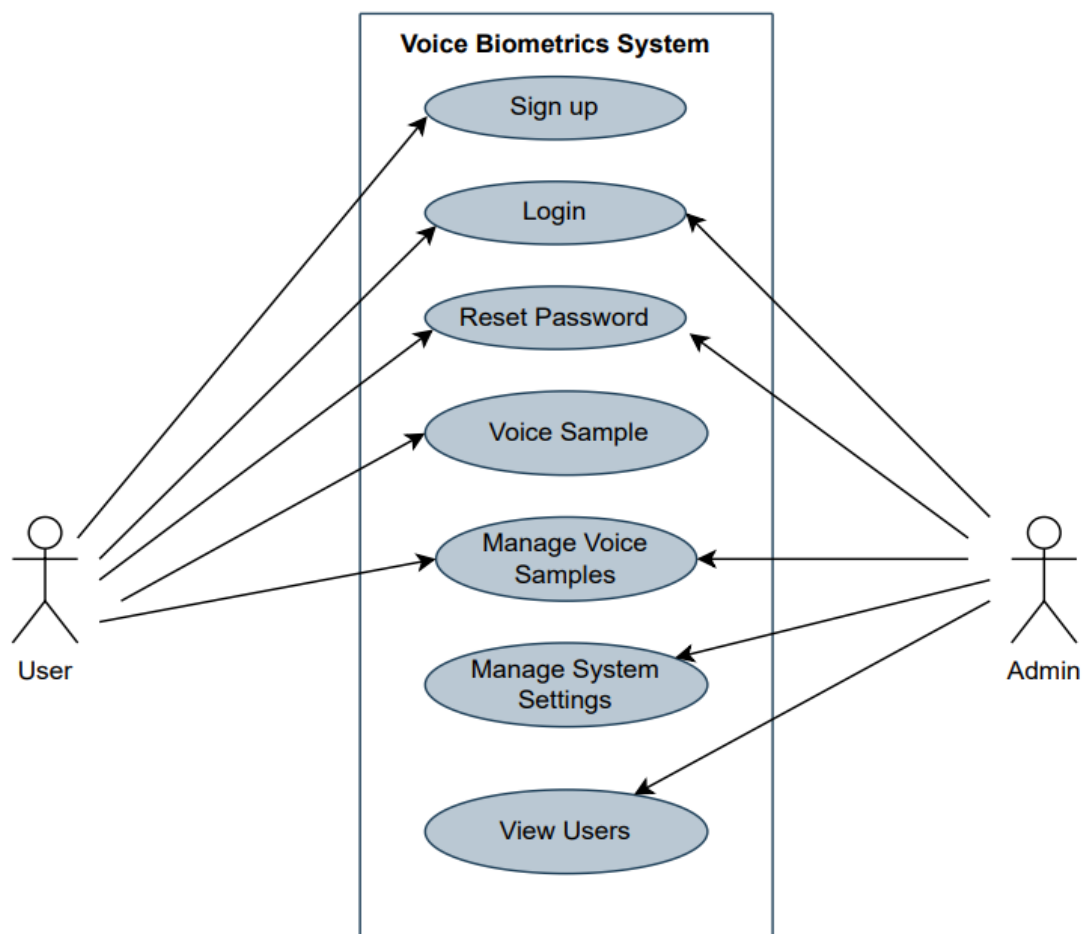 Voice Biometrics System
Sign up
Login
Reset Password
Voice Sample
Manage Voice
Samples
User
Admin
Manage System
Settings
View Users